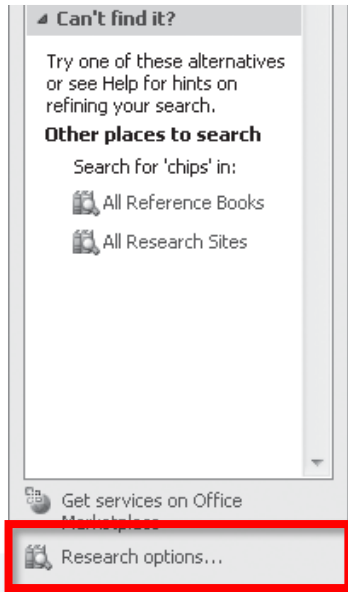 Can't find it?
Try one of these alternatives
or see Help for hints on
refining your search.
Other places to search
Search for 'chips' in:
All Reference Books
All Research Sites
Get services on Office
Marketplace
Research options...